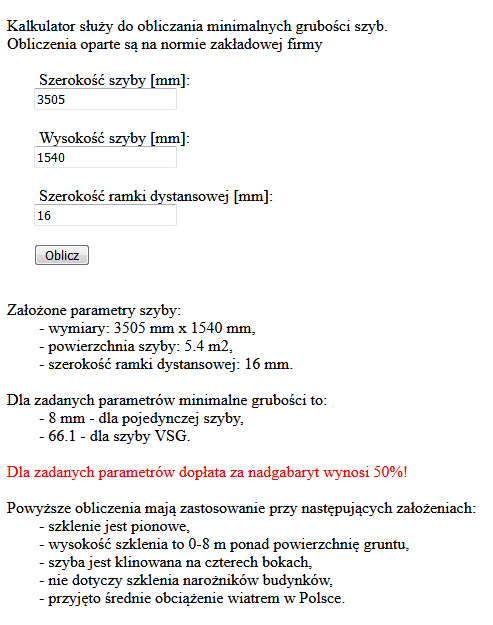 Kalkulator służy do obliczania minimalnych grubości szyb.
Obliczenia oparte są na normie zakładowej firmy
Szerokość szyby [mm]:
3505
Wysokość szyby [mm]:
1540
Szerokość ramki dystansowej [mm]:
16
Oblicz
Założone parametry szyby:
- wymiary: 3505 mm x 1540 mm,
- powierzchnia szyby: 5.4 m2,
- szerokość ramki dystansowej: 16 mm.
Dla zadanych parametrów minimalne grubości to:
- 8 mm - dla pojedynczej szyby,
- 66.1 - dla szyby VSG.
Dla zadanych parametrów dopłata za nadgabaryt wynosi 50%!
Powyższe obliczenia mają zastosowanie przy następujących założeniach:
- szklenie jest pionowe,
- wysokość szklenia to 0-8 m ponad powierzchnię gruntu,
- szyba jest klinowana na czterech bokach,
- nie dotyczy szklenia narożników budynków,
- przyjęto średnie obciążenie wiatrem w Polsce.